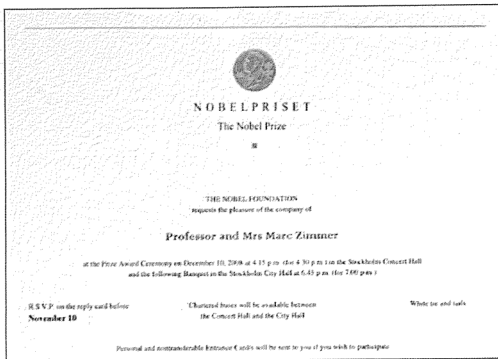 NOBELPRISET
The Nobel Prize
THE NOBEL FOUNDATION
requests the pleasure of the company of
Professor and Mrs Marc Zimmer
at the Prize Award Ceremony on December 10, 2008 at 4.15 p.m. (for 4.30 p.m.) in the Stockholm Concert Hall
and the following Banquet in the Stockholm City Hall at 6.45 p.m. (for 7.00 p.m.)
R.S.V.P. on the reply card before
November 10
Chartered buses will be available between
the Concert Hall and the City Hall
White tie and tails
Personal and nontransferable Entrance Cards will be sent to you if you wish to participate